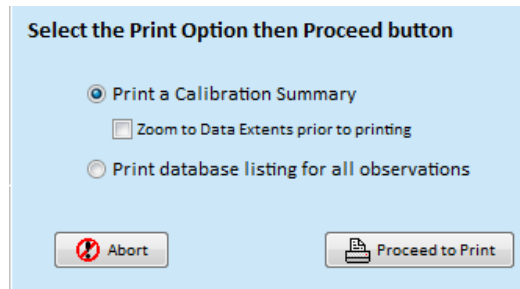 Select the Print Option then Proceed button
Print a Calibration Summary
Zoom to Data Extents prior to printing
Print database listing for all observations
Abort
Proceed to Print